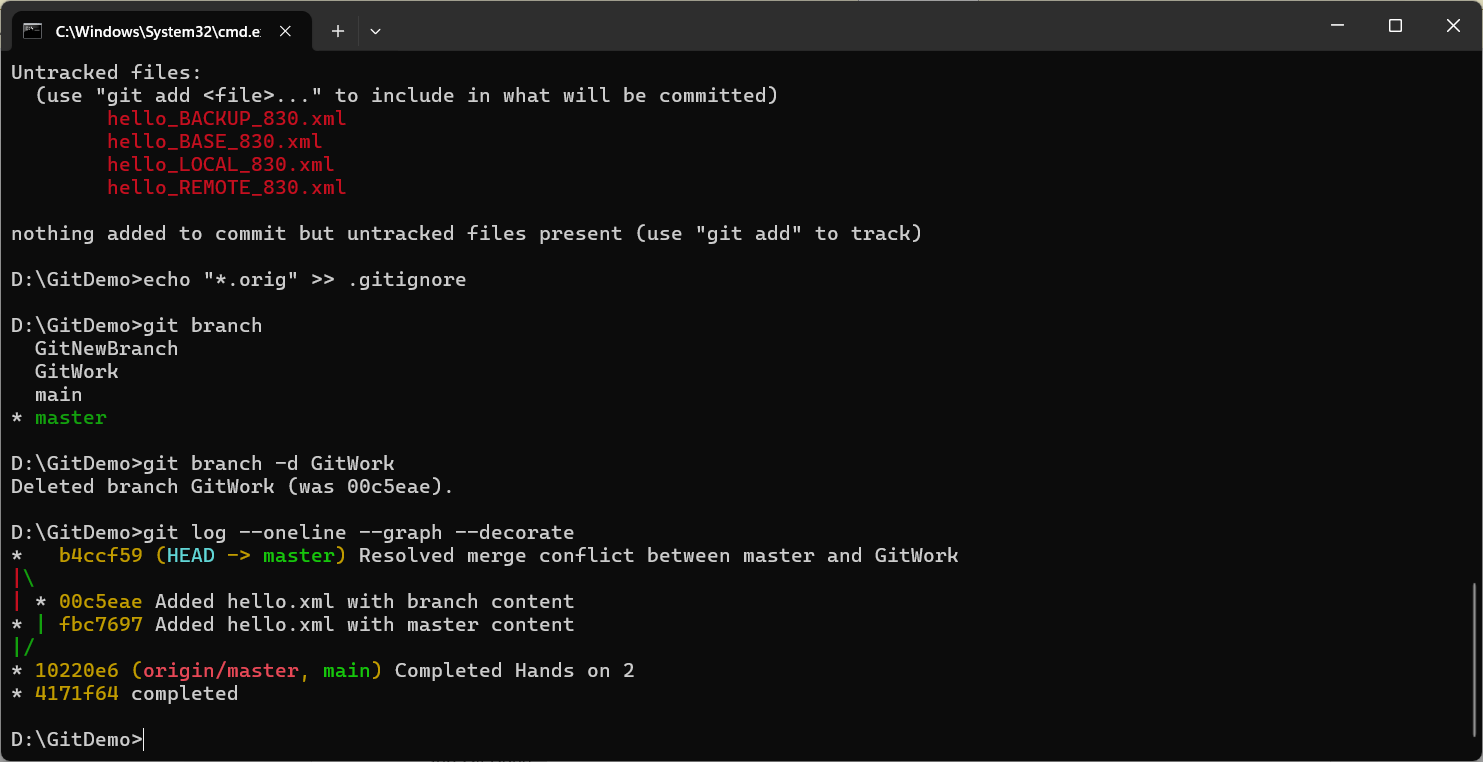 C:\Windows\System32\cmd.e
Untracked files:
  (use "git add <file>..." to include in what will be committed)
        hello_BACKUP_830.xml
        hello_BASE_830.xml
        hello_LOCAL_830.xml
        hello_REMOTE_830.xml

nothing added to commit but untracked files present (use "git add" to track)

D:\GitDemo>echo "*.orig" >> .gitignore

D:\GitDemo>git branch
  GitNewBranch
  GitWork
  main
* master

D:\GitDemo>git branch -d GitWork
Deleted branch GitWork (was 00c5eae).

D:\GitDemo>git log --oneline --graph --decorate
*   b4ccf59 (HEAD -> master) Resolved merge conflict between master and GitWork
|\
| * 00c5eae Added hello.xml with branch content
* | fbc7697 Added hello.xml with master content
|/
* 10220e6 (origin/master, main) Completed Hands on 2
* 4171f64 completed

D:\GitDemo>